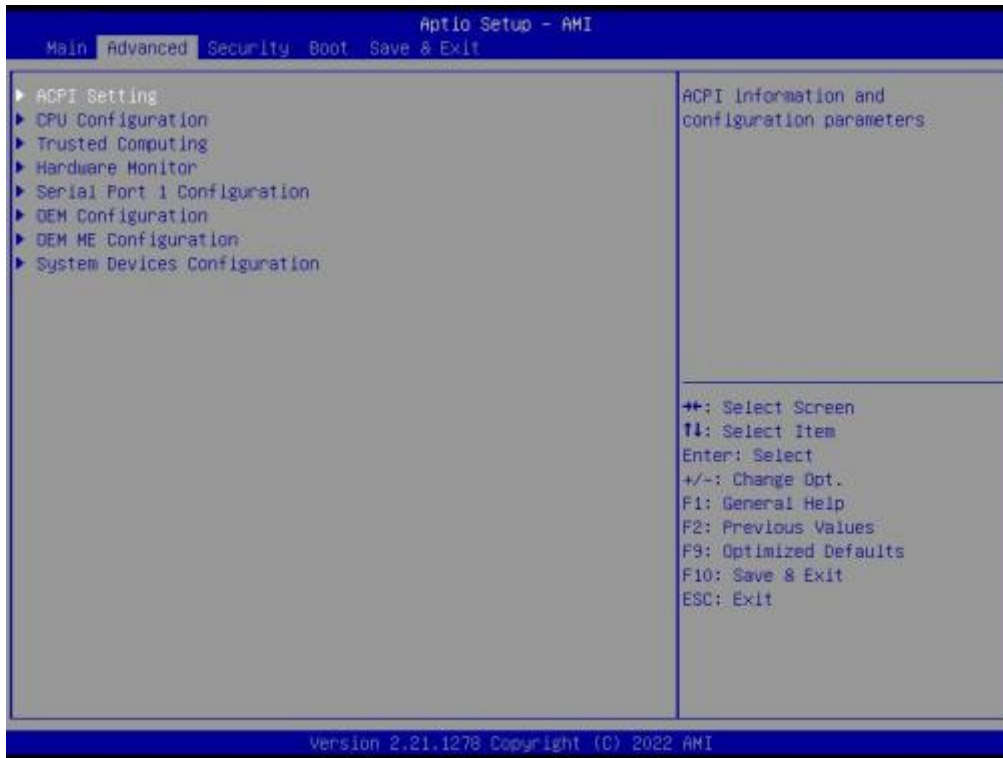 Aptio Setup - AMI
Main Advanced Security Boot Save & Exit
ACPI Setting
CPU Configuration
Trusted Computing
Hardware Monitor
Serial Port 1 Configuration
OEM Configuration
OEM ME Configuration
System Devices Configuration
ACPI information and
configuration parameters
→←: Select Screen
↑↓: Select Item
Enter: Select
+/-: Change Opt.
F1: General Help
F2: Previous Values
F9: Optimized Defaults
F10: Save & Exit
ESC: Exit
Version 2.21.1278 Copyright (C) 2022 AMI